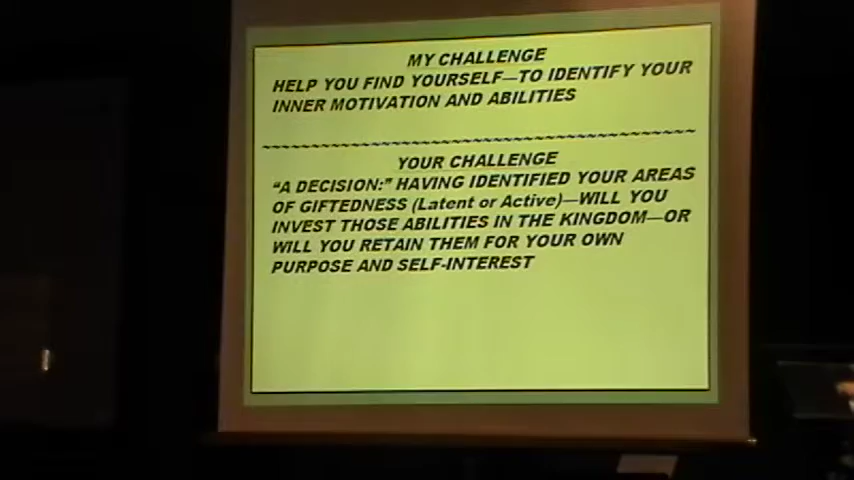 MY CHALLENGE
HELP YOU FIND YOURSELF—TO IDENTIFY YOUR
INNER MOTIVATION AND ABILITIES
~~~~~~~~~~~~~~~~~~~~~~~~~~~~~~~~~~~~~~~~
YOUR CHALLENGE
“A DECISION:” HAVING IDENTIFIED YOUR AREAS
OF GIFTEDNESS (Latent or Active)—WILL YOU
INVEST THOSE ABILITIES IN THE KINGDOM—OR
WILL YOU RETAIN THEM FOR YOUR OWN
PURPOSE AND SELF-INTEREST